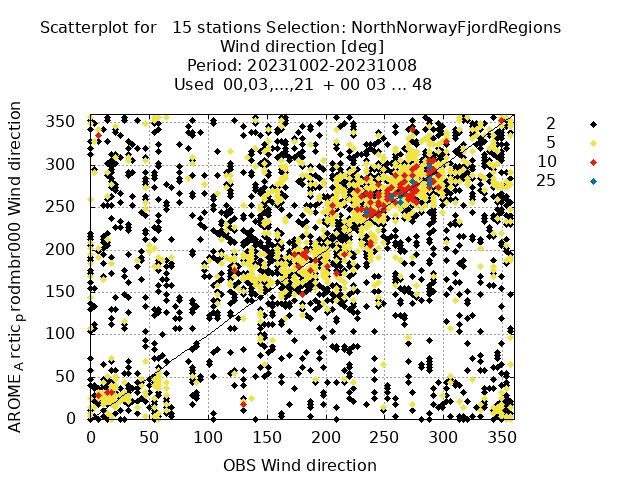 Scatterplot for   15 stations Selection: NorthNorwayFjordRegions
Wind direction [deg]
Period: 20231002-20231008
Used  00,03,...,21  + 00 03 ... 48
AROME_Arctic_prodmbr000 Wind direction
350
300
250
200
150
100
50
0
0 50 100 150 200 250 300 350
OBS Wind direction
2
5
10
25